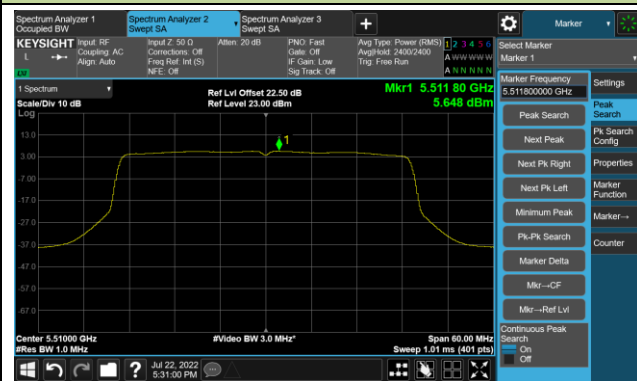 Spectrum Analyzer 1
Occupied BW
Spectrum Analyzer 2
Swept SA
Spectrum Analyzer 3
Swept SA
+
Marker
KEYSIGHT
L
Input: RF
Coupling: AC
Align: Auto
Input Z: 50 Ω
Corrections: Off
Freq Ref: Int (S)
NFE: Off
Atten: 20 dB
PNO: Fast
Gate: Off
IF Gain: Low
Sig Track: Off
Avg Type: Power (RMS)
Avg|Hold: 2400/2400
Trig: Free Run
1 2 3 4 5 6
A W W W W W
A N N N N N
Select Marker
Marker 1
1 Spectrum
Scale/Div 10 dB
Log
Ref Lvl Offset 22.50 dB
Ref Level 23.00 dBm
Mkr1 5.511 80 GHz
5.648 dBm
13.0
3.00
-7.00
-17.0
-27.0
-37.0
-47.0
-57.0
-67.0
1
Center 5.51000 GHz
#Res BW 1.0 MHz
#Video BW 3.0 MHz*
Span 60.00 MHz
Sweep 1.01 ms (401 pts)
Marker Frequency
5.511800000 GHz
Peak Search
Next Peak
Next Pk Right
Next Pk Left
Minimum Peak
Pk-Pk Search
Marker Delta
Mkr→CF
Mkr→Ref Lvl
Continuous Peak
Search
On
Off
Settings
Peak
Search
Pk Search
Config
Properties
Marker
Function
Marker→
Counter
?
Jul 22, 2022
5:31:00 PM